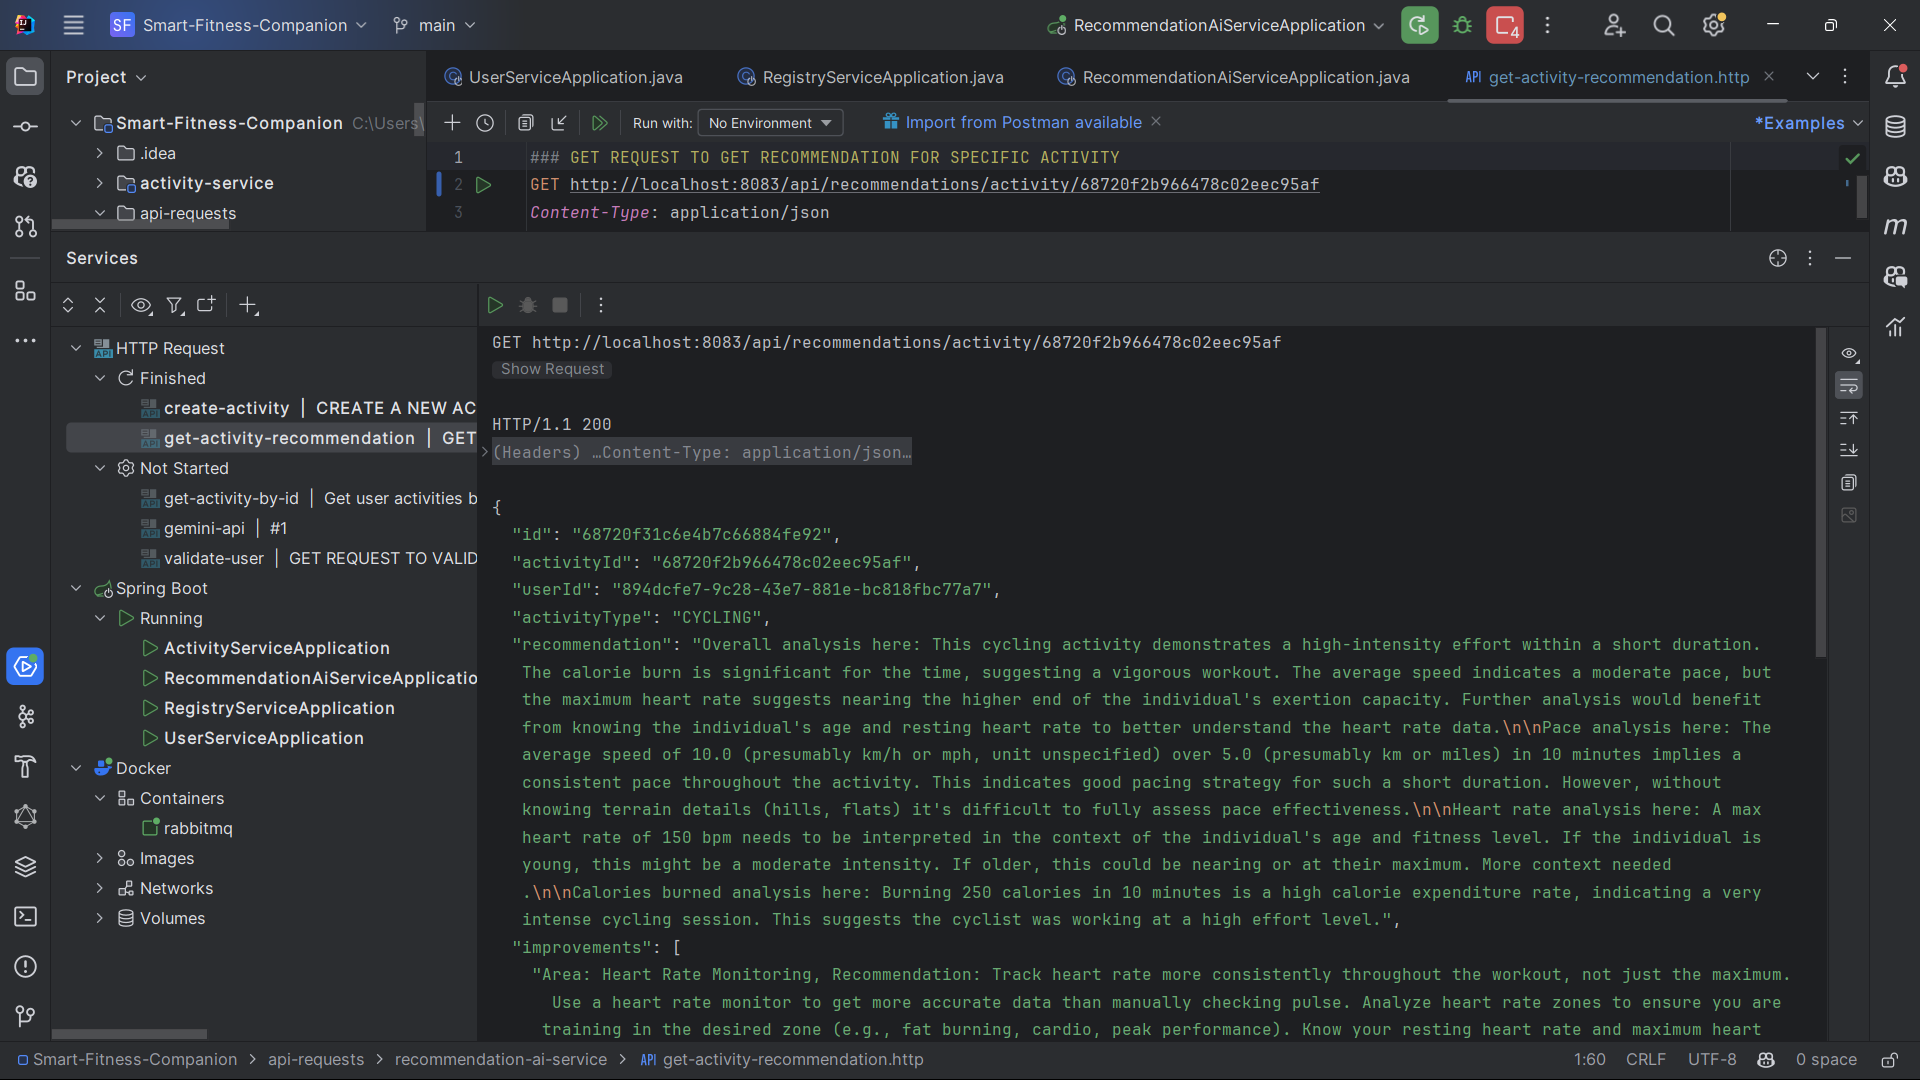 SF Smart-Fitness-Companion main RecommendationAiServiceApplication 4
Project
UserServiceApplication.java RegistryServiceApplication.java RecommendationAiServiceApplication.java API get-activity-recommendation.http
Smart-Fitness-Companion C:\Users\
.idea
activity-service
api-requests
Run with: No Environment Import from Postman available *Examples
1 ### GET REQUEST TO GET RECOMMENDATION FOR SPECIFIC ACTIVITY
2 GET http://localhost:8083/api/recommendations/activity/68720f2b966478c02eec95af
3 Content-Type: application/json
Services
HTTP Request
Finished
create-activity | CREATE A NEW AC
get-activity-recommendation | GET
Not Started
get-activity-by-id | Get user activities b
gemini-api | #1
validate-user | GET REQUEST TO VALID
Spring Boot
Running
ActivityServiceApplication
RecommendationAiServiceApplicatio
RegistryServiceApplication
UserServiceApplication
Docker
Containers
rabbitmq
Images
Networks
Volumes
GET http://localhost:8083/api/recommendations/activity/68720f2b966478c02eec95af
Show Request
HTTP/1.1 200
(Headers) …Content-Type: application/json…
{
"id": "68720f31c6e4b7c66884fe92",
"activityId": "68720f2b966478c02eec95af",
"userId": "894dcfe7-9c28-43e7-881e-bc818fbc77a7",
"activityType": "CYCLING",
"recommendation": "Overall analysis here: This cycling activity demonstrates a high-intensity effort within a short duration.
The calorie burn is significant for the time, suggesting a vigorous workout. The average speed indicates a moderate pace, but
the maximum heart rate suggests nearing the higher end of the individual's exertion capacity. Further analysis would benefit
from knowing the individual's age and resting heart rate to better understand the heart rate data.\n\nPace analysis here: The
average speed of 10.0 (presumably km/h or mph, unit unspecified) over 5.0 (presumably km or miles) in 10 minutes implies a
consistent pace throughout the activity. This indicates good pacing strategy for such a short duration. However, without
knowing terrain details (hills, flats) it's difficult to fully assess pace effectiveness.\n\nHeart rate analysis here: A max
heart rate of 150 bpm needs to be interpreted in the context of the individual's age and fitness level. If the individual is
young, this might be a moderate intensity. If older, this could be nearing or at their maximum. More context needed
.\n\nCalories burned analysis here: Burning 250 calories in 10 minutes is a high calorie expenditure rate, indicating a very
intense cycling session. This suggests the cyclist was working at a high effort level.",
"improvements": [
"Area: Heart Rate Monitoring, Recommendation: Track heart rate more consistently throughout the workout, not just the maximum.
Use a heart rate monitor to get more accurate data than manually checking pulse. Analyze heart rate zones to ensure you are
training in the desired zone (e.g., fat burning, cardio, peak performance). Know your resting heart rate and maximum heart
Smart-Fitness-Companion > api-requests > recommendation-ai-service > API get-activity-recommendation.http 1:60 CRLF UTF-8 0 space